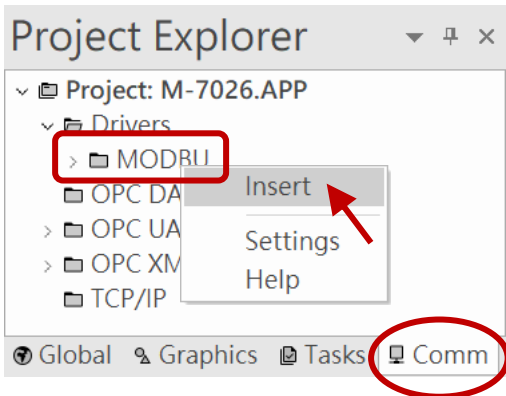 Project Explorer
Project: M-7026.APP
Drivers
MODBU
Insert
OPC DA
OPC UA
Settings
OPC XM
Help
TCP/IP
Global Graphics Tasks Comm